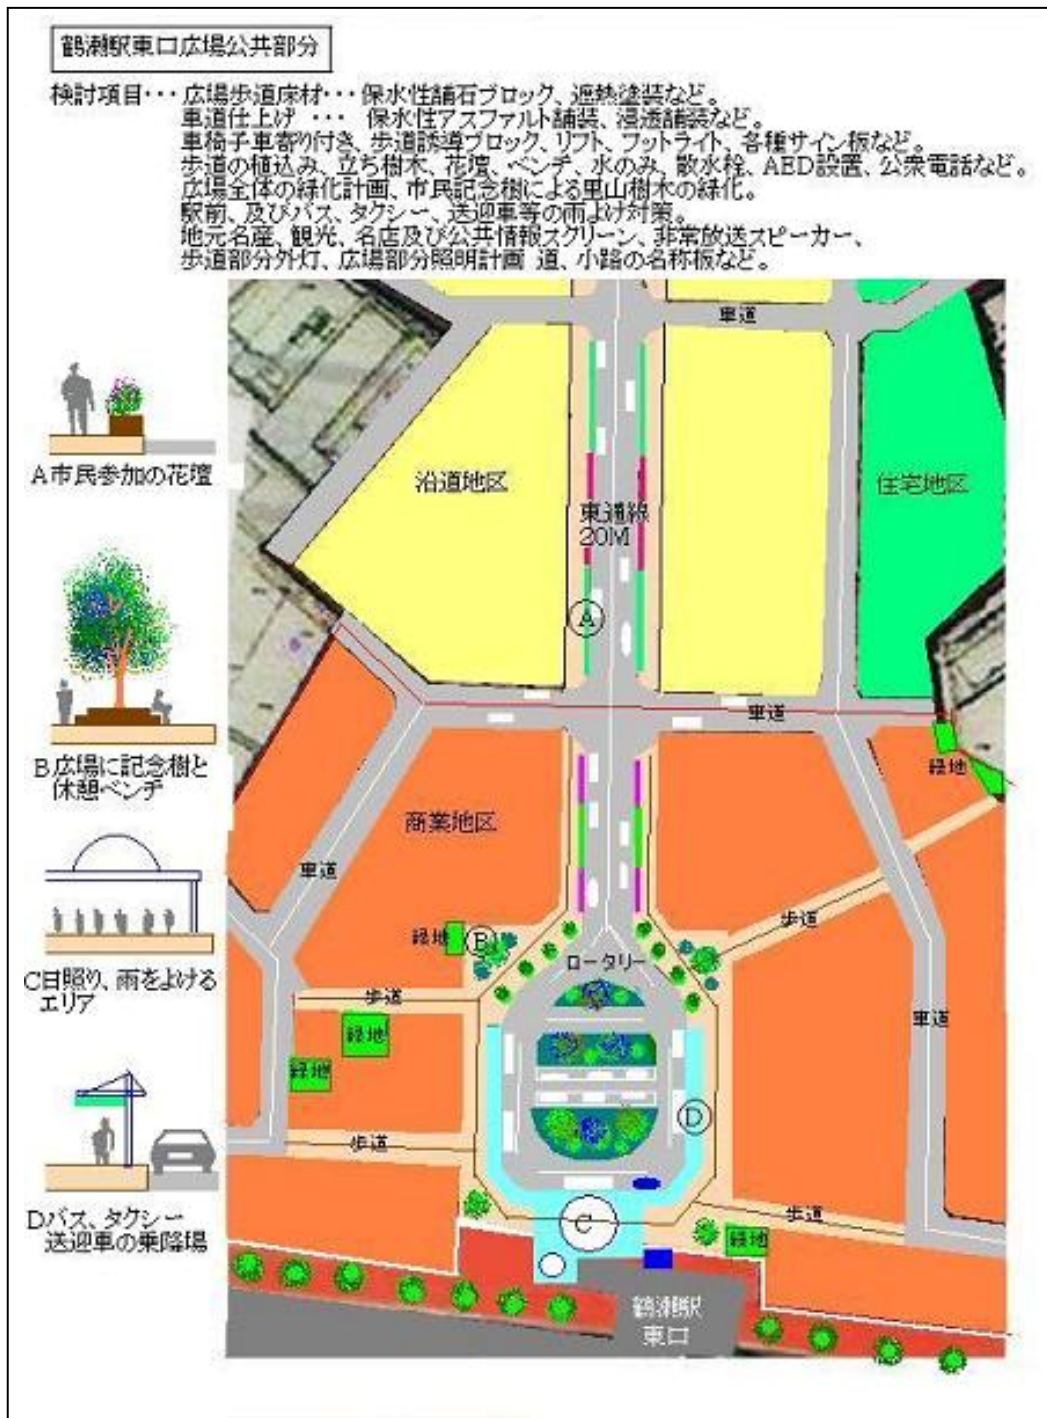 鶴瀬駅東口広場公共部分
検討項目・・・広場歩道床材・・・保水性舗石ブロック、遮熱塗装など。
車道仕上げ ・・・ 保水性アスファルト舗装、浸透舗装など。
車椅子車寄り付き、歩道誘導ブロック、リフト、フットライト、各種サイン板など。
歩道の植込み、立ち樹木、花壇、ベンチ、水のみ、散水栓、AED設置、公衆電話など。
広場全体の緑化計画、市民記念樹による里山樹木の緑化。
駅前、及びバス、タクシー、送迎車等の雨よけ対策。
地元名産、観光、名店及び公共情報スクリーン、非常放送スピーカー、
歩道部分外灯、広場部分照明計画 道、小路の名称板など。
車道
A市民参加の花壇
沿道地区
住宅地区
東通線
20M
A
車道
緑地
B広場に記念樹と
休憩ベンチ
商業地区
車道
歩道
緑地
B
ロータリー
C日照り、雨をよける
エリア
歩道
車道
緑地
緑地
D
歩道
Dバス、タクシー
送迎車の乗降場
C
歩道
緑地
鶴瀬駅
東口